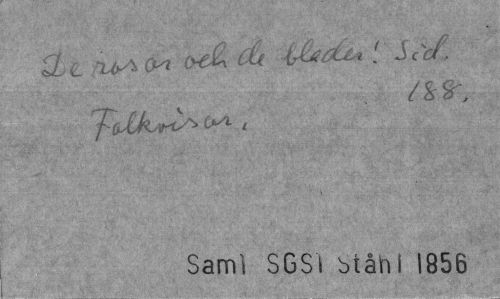 De rosor och de blader! Sid.
188.
Folkvisor.
Saml SGSI Ståhl 1856